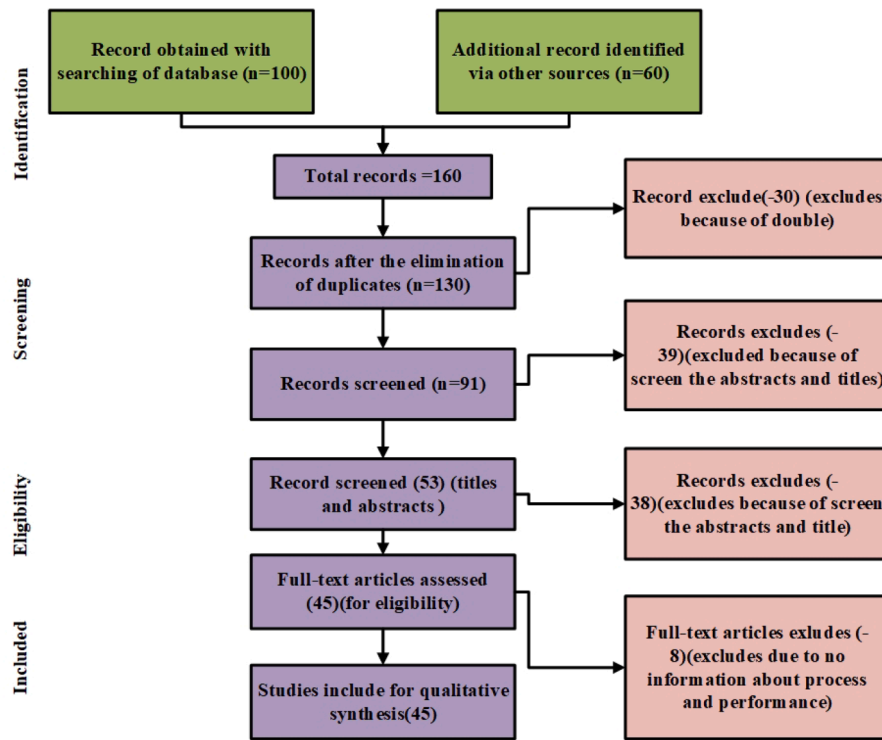 Record obtained with
searching of database (n=100)
Additional record identified
via other sources (n=60)
Identification
Total records =160
Record exclude(-30) (excludes
because of double)
Records after the elimination
of duplicates (n=130)
Screening
Records excludes (-
39)(excluded because of
screen the abstracts and titles)
Records screened (n=91)
Eligibility
Record screened (53) (titles
and abstracts )
Records excludes (-
38)(excludes because of screen
the abstracts and title)
Full-text articles assessed
(45)(for eligibility)
Included
Full-text articles exludes (-
8)(excludes due to no
information about process
and performance)
Studies include for qualitative
synthesis(45)